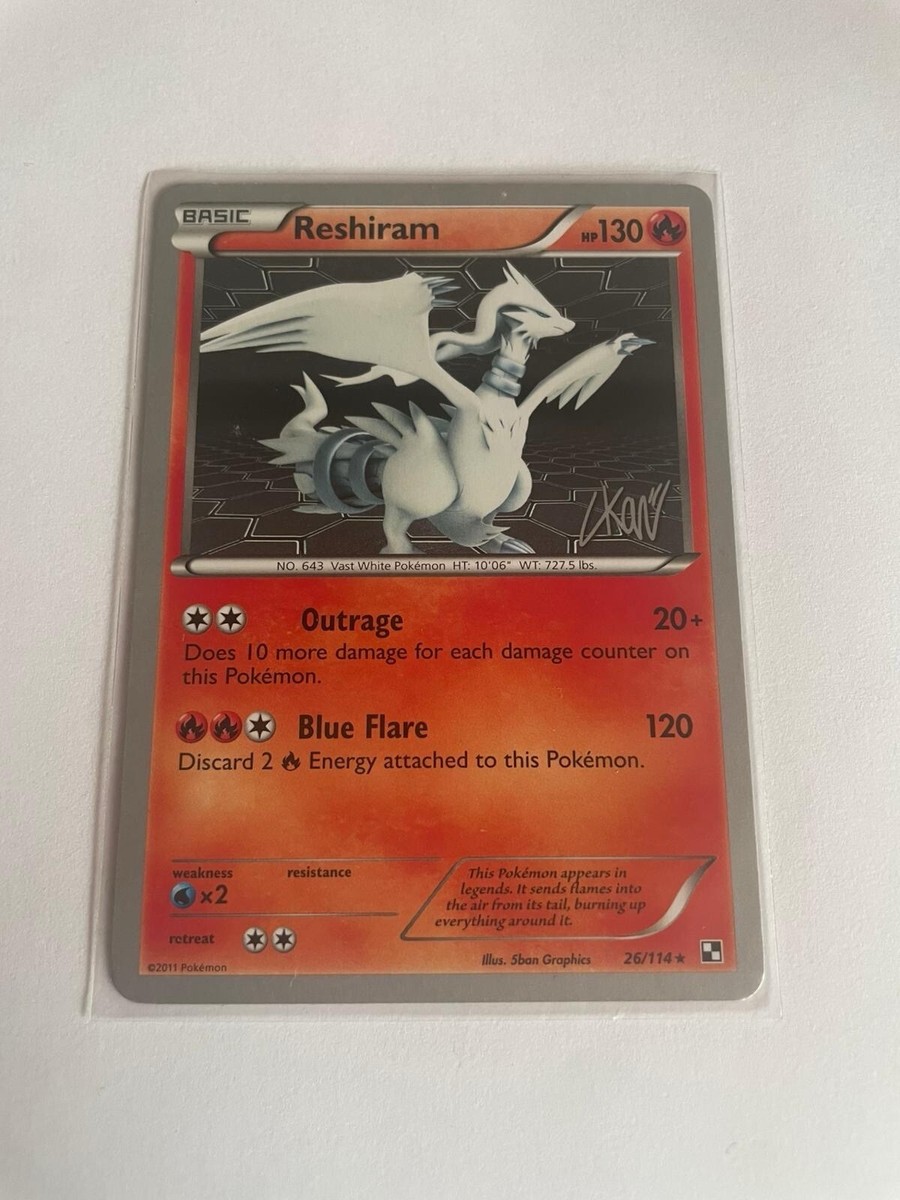 BASIC Reshiram HP130
NO. 643 Vast White Pokémon HT: 10'06" WT: 727.5 lbs.
Outrage 20+
Does 10 more damage for each damage counter on
this Pokémon.
Blue Flare 120
Discard 2 Energy attached to this Pokémon.
weakness resistance
×2
This Pokémon appears in
legends. It sends flames into
the air from its tail, burning up
everything around it.
retreat
Illus. 5ban Graphics 26/114★
©2011 Pokémon